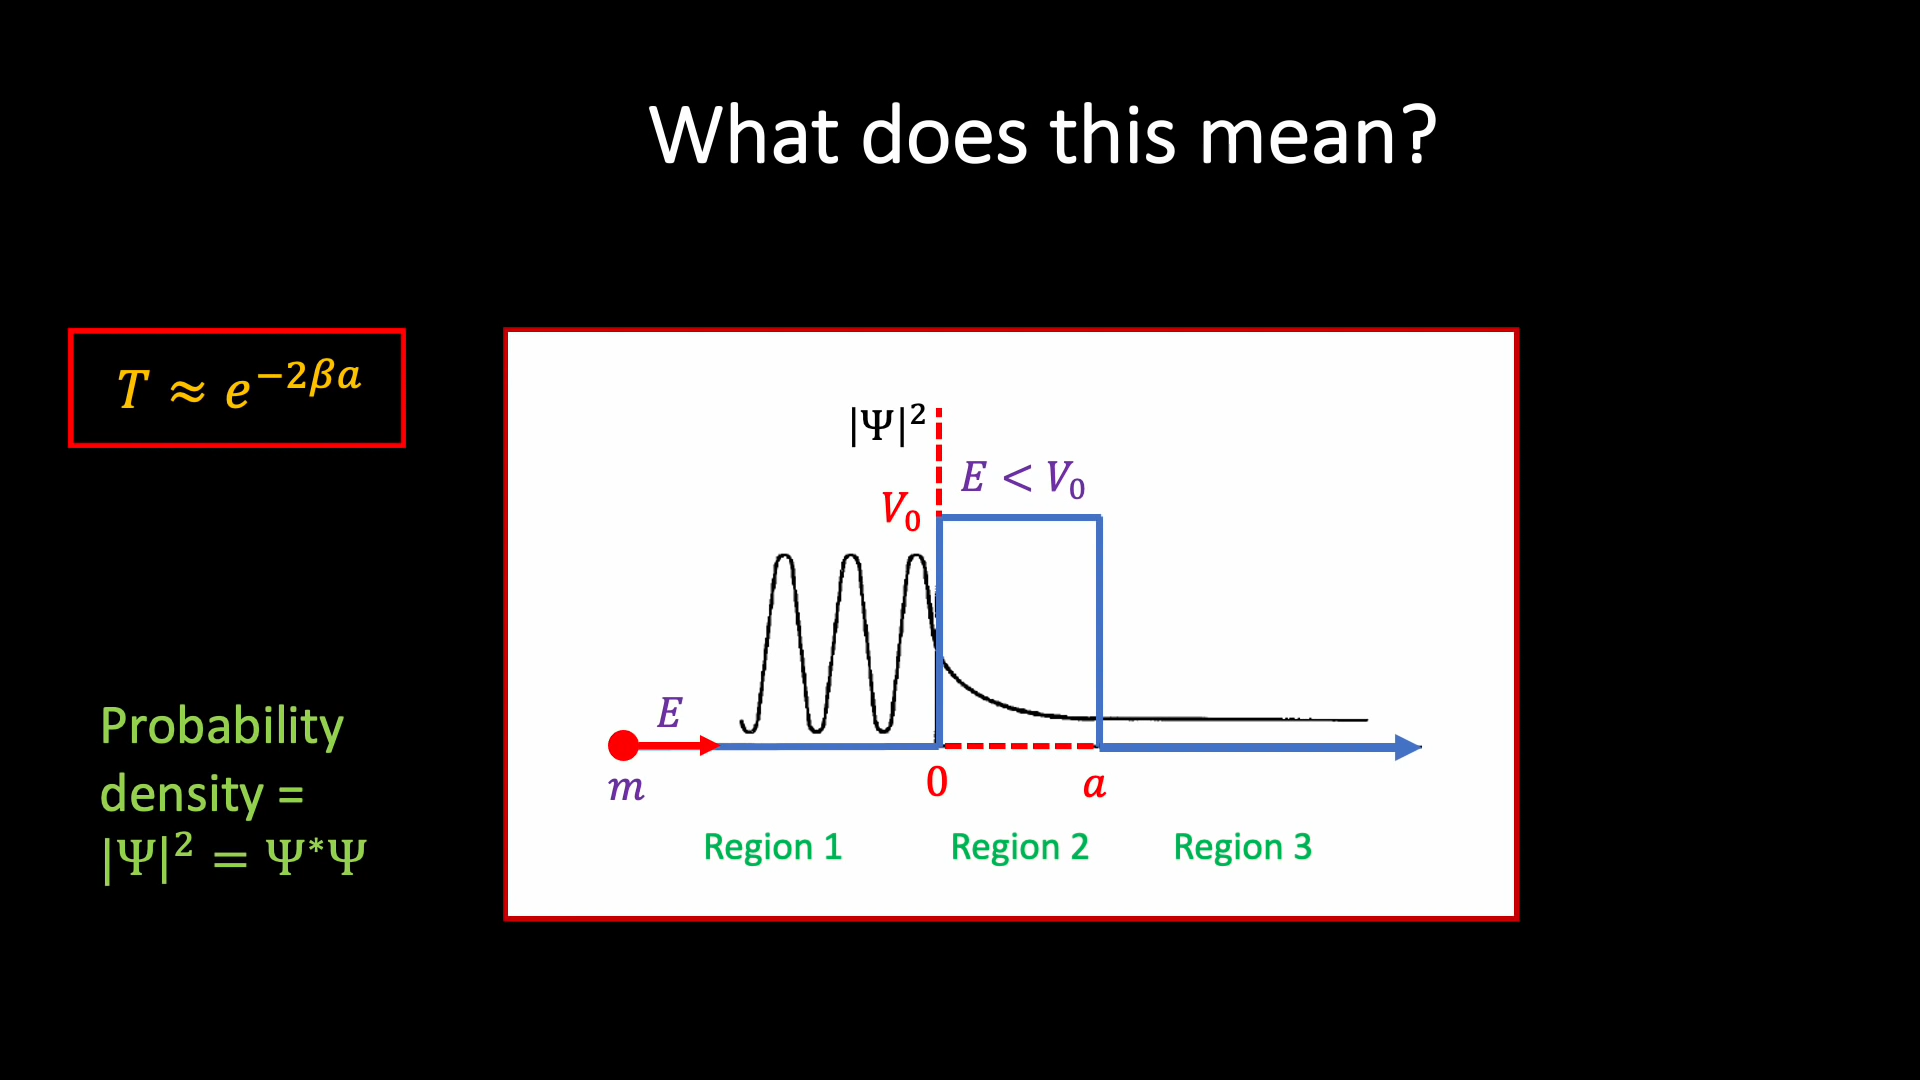 What does this mean?
T ≈ e^{−2βa}
|Ψ|²
E < V₀
V₀
E
m
0
a
Region 1
Region 2
Region 3
Probability
density =
|Ψ|² = Ψ*Ψ